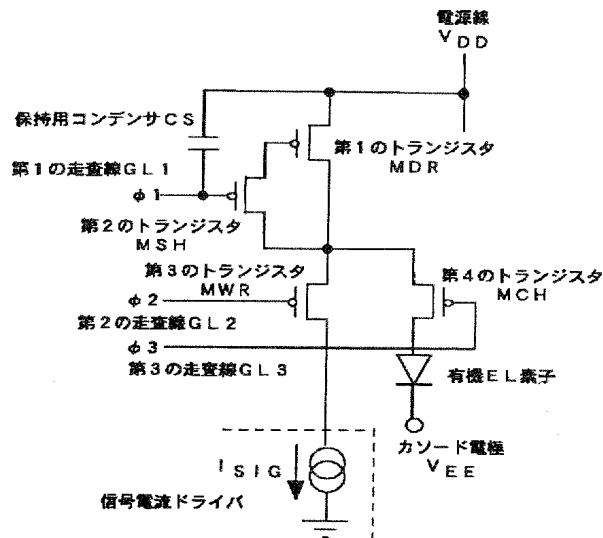 電源線
VDD
保持用コンデンサCS
第1のトランジスタ
MDR
第1の走査線GL1
φ1
第2のトランジスタ
MSH
第3のトランジスタ
MWR
第4のトランジスタ
MCH
φ2
第2の走査線GL2
φ3
第3の走査線GL3
有機EL素子
カソード電極
VEE
ISIG
信号電流ドライバ